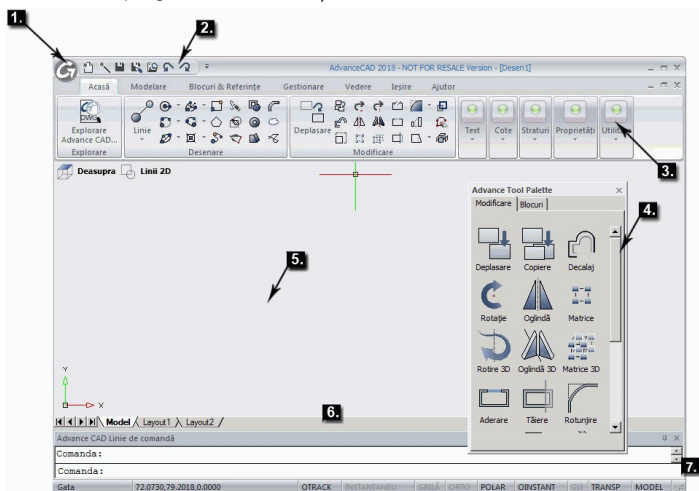 1.
2.
AdvanceCAD 2018 - NOT FOR RESALE Version - [Desen1]
Acasă Modelare Blocuri & Referințe Gestionare Vedere Ieșire Ajutor
DWG
Explorare
Advance CAD...
Linie
Deplasare
Text Cote Straturi Proprietăți
Explorare Desenare Modificare
3.
Deasupra Linii 2D
Advance Tool Palette
Modificare Blocuri
4.
Deplasare Copiere Decalaj
5.
Rotație Oglindă Matrice
Rotire 3D Oglindă 3D Matrice 3D
Y
X
Aderare Tăiere Rotunjire
6.
Model Layout1 Layout2
Advance CAD Linie de comandă
Comanda:
7.
Comanda:
Gata 72.0730,79.2018,0.0000 OTRACK INSTANTANEU GRILĂ ORTO POLAR OINSTANT GLI TRANSP MODEL